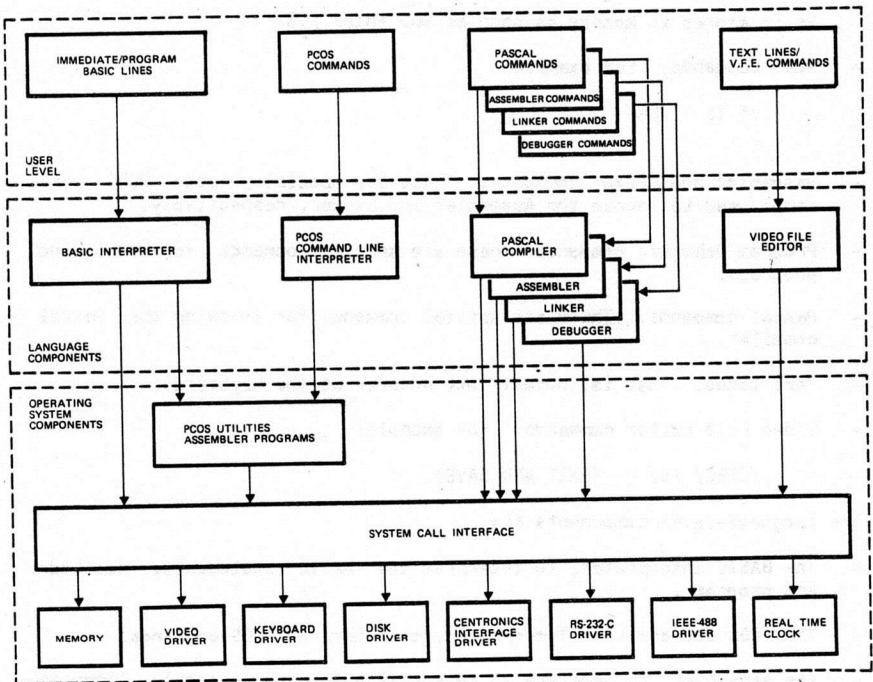 IMMEDIATE/PROGRAM
BASIC LINES
PCOS
COMMANDS
PASCAL
COMMANDS
ASSEMBLER COMMANDS
LINKER COMMANDS
DEBUGGER COMMANDS
TEXT LINES/
V.F.E. COMMANDS
USER
LEVEL
BASIC INTERPRETER
PCOS
COMMAND LINE
INTERPRETER
PASCAL
COMPILER
ASSEMBLER
LINKER
DEBUGGER
VIDEO FILE
EDITOR
LANGUAGE COMPONENTS
OPERATING
SYSTEM
COMPONENTS
PCOS UTILITIES
ASSEMBLER PROGRAMS
SYSTEM CALL INTERFACE
MEMORY
VIDEO
DRIVER
KEYBOARD
DRIVER
DISK
DRIVER
CENTRONICS
INTERFACE
DRIVER
RS-232-C
DRIVER
IEEE-488
DRIVER
REAL TIME
CLOCK